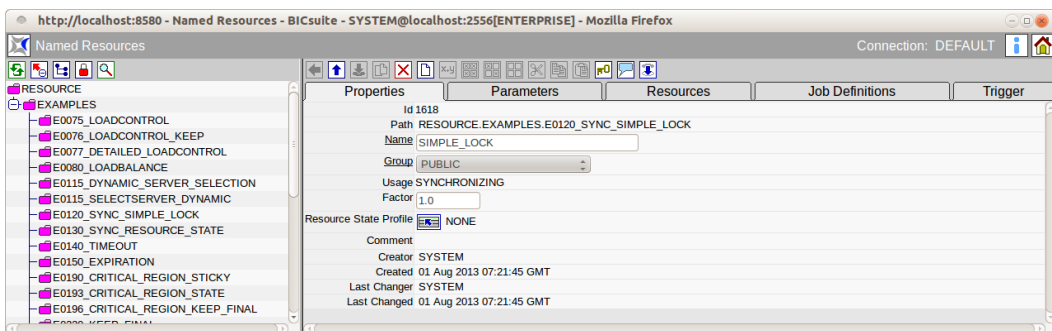 http://localhost:8580 - Named Resources - BICsuite - SYSTEM@localhost:2556[ENTERPRISE] - Mozilla Firefox
Named Resources
Connection: DEFAULT
RESOURCE
EXAMPLES
E0075_LOADCONTROL
E0076_LOADCONTROL_KEEP
E0077_DETAILED_LOADCONTROL
E0080_LOADBALANCE
E0115_DYNAMIC_SERVER_SELECTION
E0115_SELECTSERVER_DYNAMIC
E0120_SYNC_SIMPLE_LOCK
E0130_SYNC_RESOURCE_STATE
E0140_TIMEOUT
E0150_EXPIRATION
E0190_CRITICAL_REGION_STICKY
E0193_CRITICAL_REGION_STATE
E0196_CRITICAL_REGION_KEEP_FINAL
Properties Parameters Resources Job Definitions Trigger
Id 1618
Path RESOURCE.EXAMPLES.E0120_SYNC_SIMPLE_LOCK
Name SIMPLE_LOCK
Group PUBLIC
Usage SYNCHRONIZING
Factor 1.0
Resource State Profile NONE
Comment
Creator SYSTEM
Created 01 Aug 2013 07:21:45 GMT
Last Changer SYSTEM
Last Changed 01 Aug 2013 07:21:45 GMT